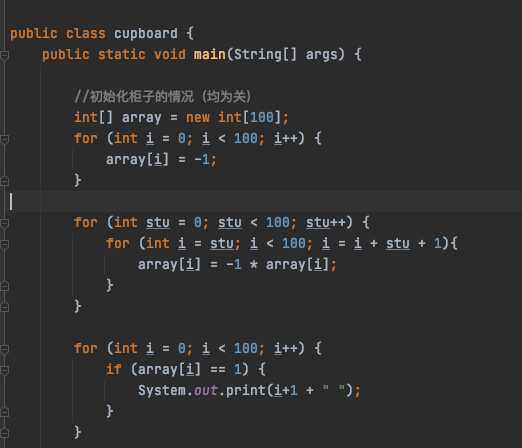 public class cupboard {
    public static void main(String[] args) {
        //初始化柜子的情况（均为关）
        int[] array = new int[100];
        for (int i = 0; i < 100; i++) {
            array[i] = -1;
        }
        for (int stu = 0; stu < 100; stu++) {
            for (int i = stu; i < 100; i = i + stu + 1){
                array[i] = -1 * array[i];
            }
        }
        for (int i = 0; i < 100; i++) {
            if (array[i] == 1) {
                System.out.print(i+1 + " ");
            }
        }